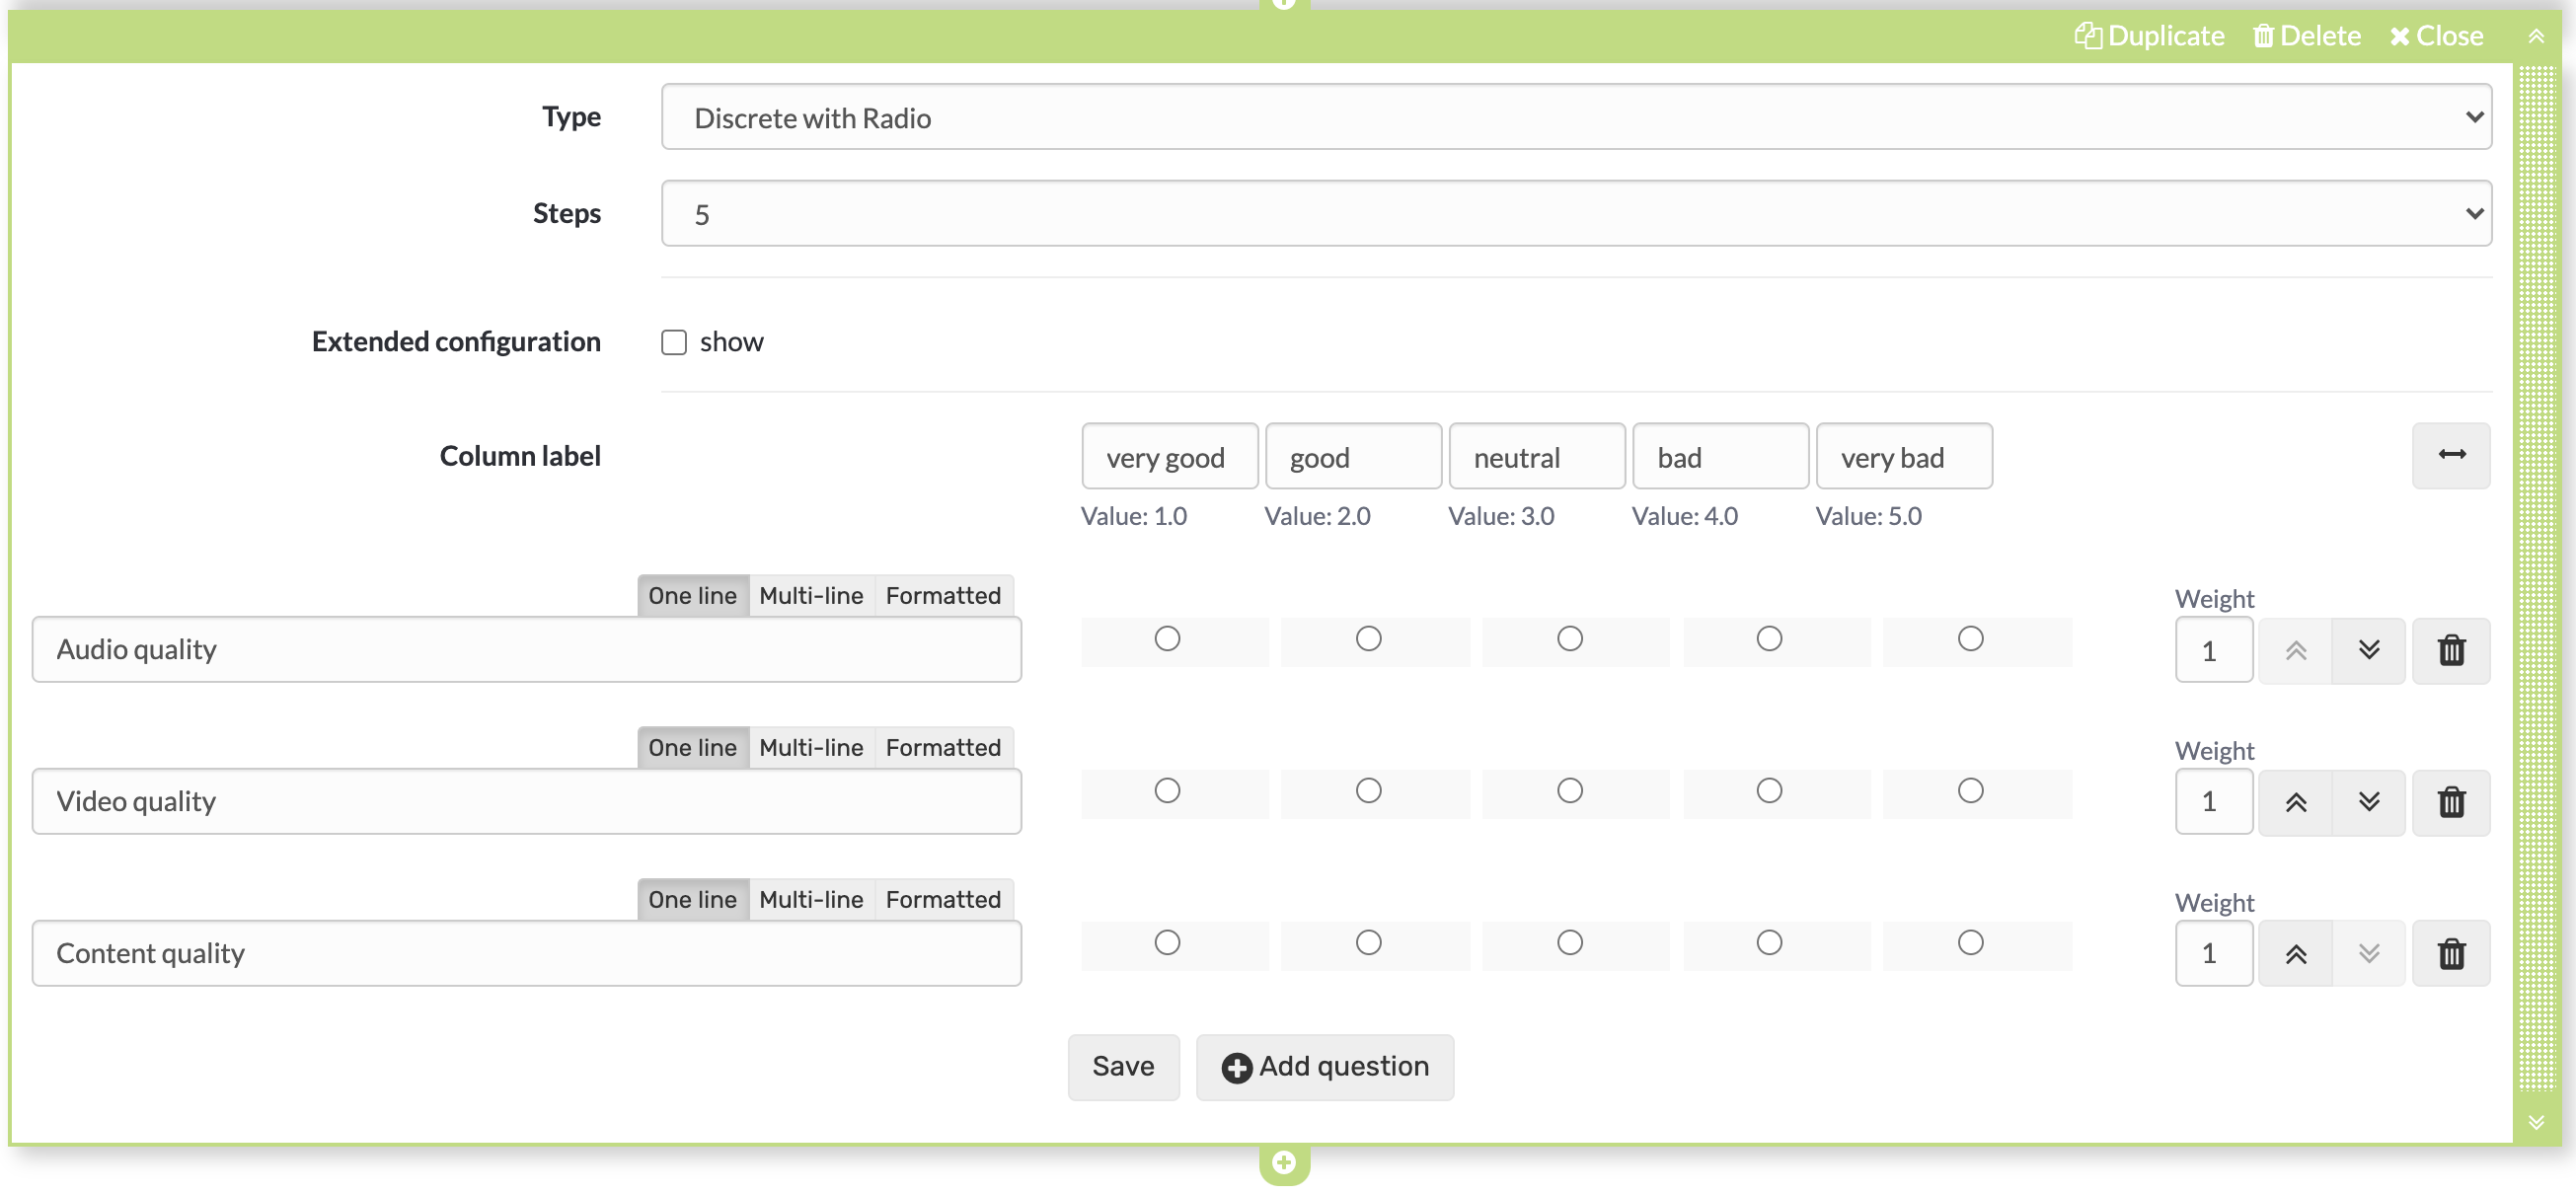 Duplicate Delete Close
Type Discrete with Radio
Steps 5
Extended configuration show
Column label very good good neutral bad very bad
Value: 1.0 Value: 2.0 Value: 3.0 Value: 4.0 Value: 5.0
One line Multi-line Formatted Weight
Audio quality 1
One line Multi-line Formatted Weight
Video quality 1
One line Multi-line Formatted Weight
Content quality 1
Save Add question